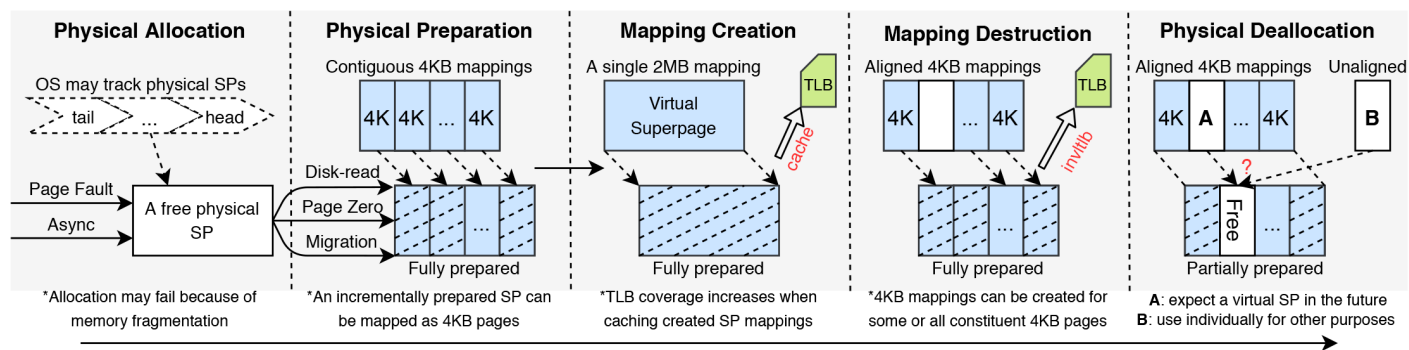 Physical Allocation
OS may track physical SPs
tail
...
head
Page Fault
Async
A free physical
SP
*Allocation may fail because of
memory fragmentation
Physical Preparation
Contiguous 4KB mappings
4K 4K ... 4K
Disk-read
Page Zero
Migration
...
Fully prepared
*An incrementally prepared SP can
be mapped as 4KB pages
Mapping Creation
A single 2MB mapping
TLB
Virtual
Superpage
cache
Fully prepared
*TLB coverage increases when
caching created SP mappings
Mapping Destruction
Aligned 4KB mappings
TLB
4K ... 4K
invltlb
...
Fully prepared
*4KB mappings can be created for
some or all constituent 4KB pages
Physical Deallocation
Aligned 4KB mappings
Unaligned
4K A ... 4K
B
?
Free
...
Partially prepared
A: expect a virtual SP in the future
B: use individually for other purposes